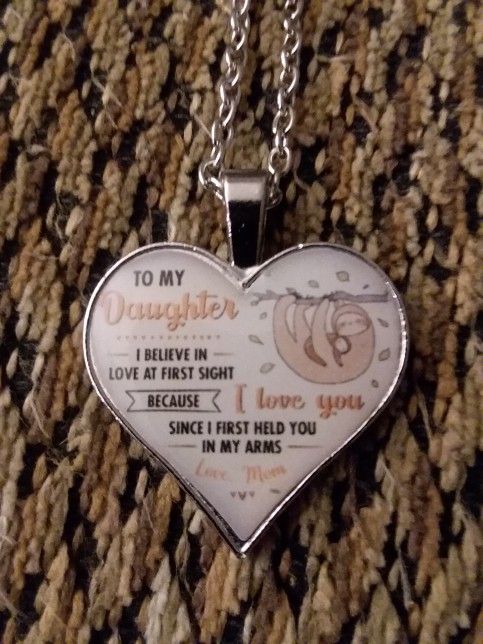 TO MY
Daughter
I BELIEVE IN
LOVE AT FIRST SIGHT
BECAUSE I love you
SINCE I FIRST HELD YOU
IN MY ARMS
Love, Mom